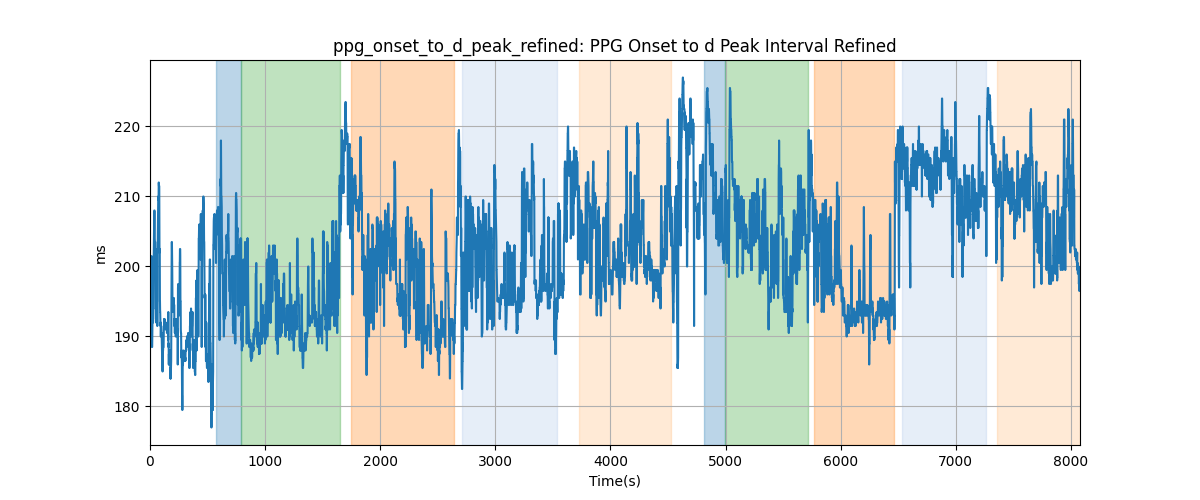 ppg_onset_to_d_peak_refined: PPG Onset to d Peak Interval Refined
ms
220
210
200
190
180
0 1000 2000 3000 4000 5000 6000 7000 8000
Time(s)